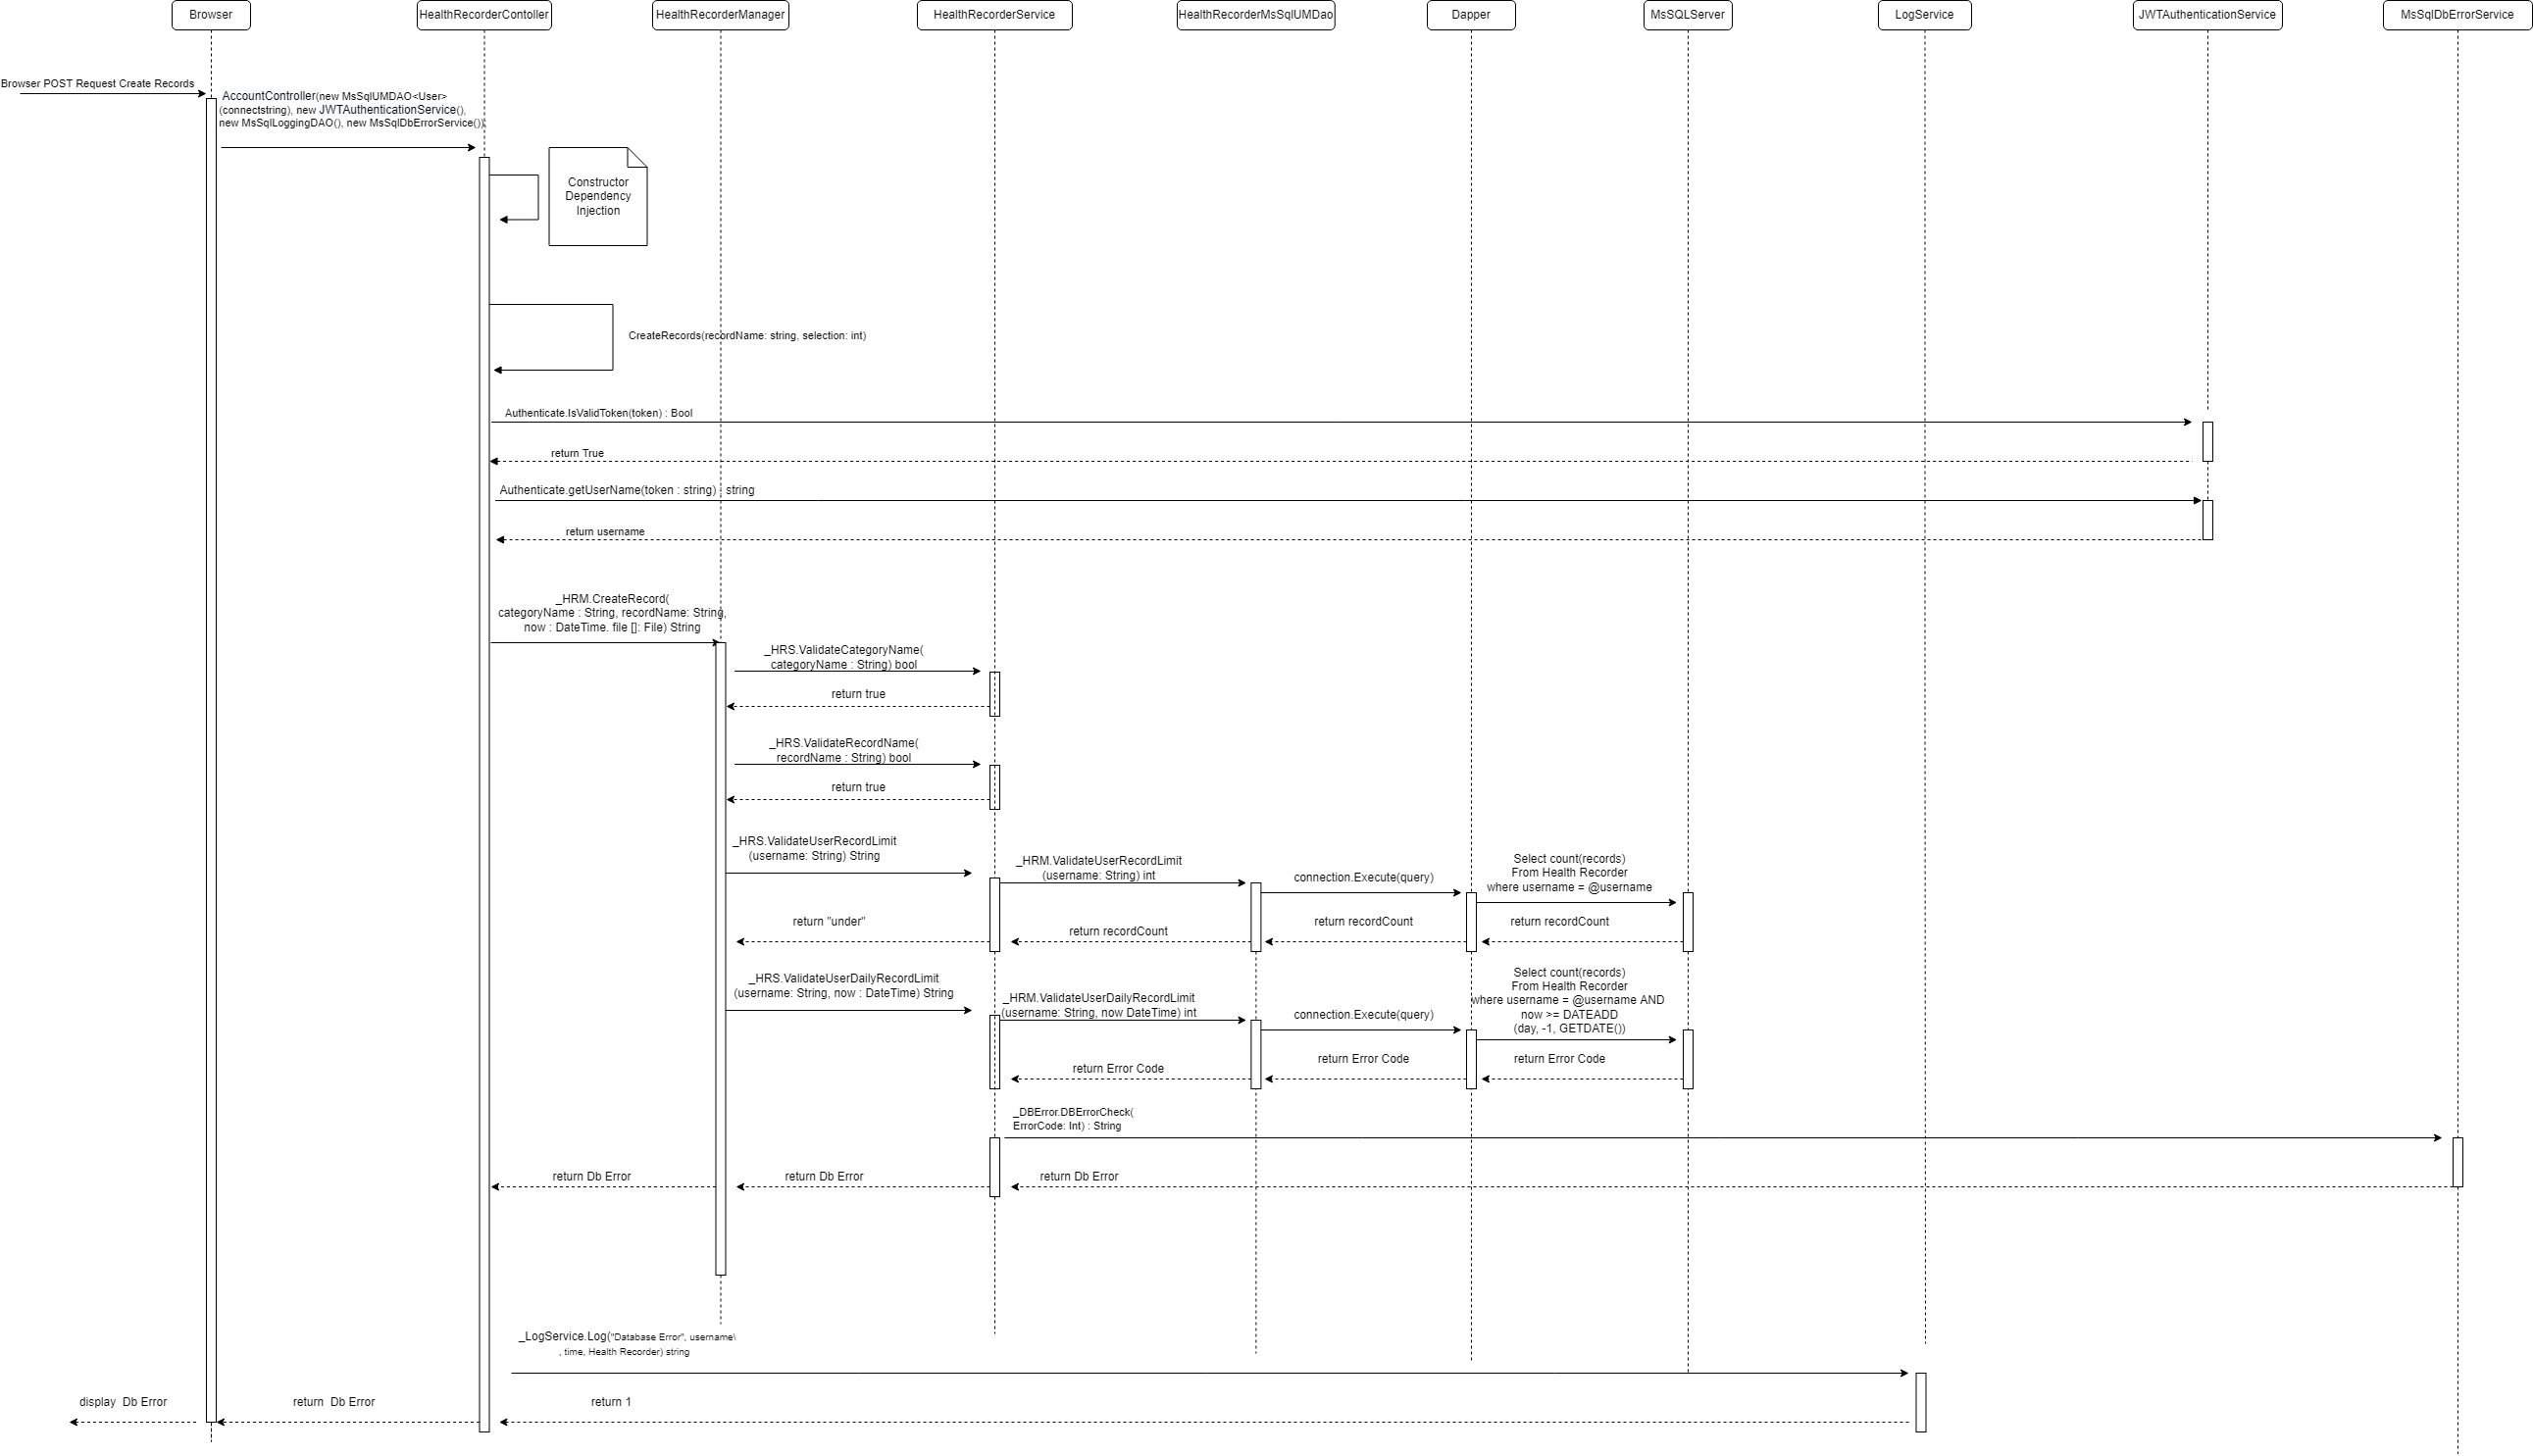 Browser
HealthRecorderContoller
HealthRecorderManager
HealthRecorderService
HealthRecorderMsSqlUMDao
Dapper
MsSQLServer
LogService
JWTAuthenticationService
MsSqlDbErrorService
Browser POST Request Create Records
AccountController(new MsSqlUMDAO<User>
(connectstring), new JWTAuthenticationService(),
new MsSqlLoggingDAO(), new MsSqlDbErrorService())
Constructor
Dependency
Injection
CreateRecords(recordName: string, selection: int)
Authenticate.IsValidToken(token) : Bool
return True
Authenticate.getUserName(token : string) : string
return username
_HRM.CreateRecord(
categoryName : String, recordName: String,
now : DateTime. file []: File) String
_HRS.ValidateCategoryName(
categoryName : String) bool
return true
_HRS.ValidateRecordName(
recordName : String) bool
return true
_HRS.ValidateUserRecordLimit
(username: String) String
_HRM.ValidateUserRecordLimit
(username: String) int
connection.Execute(query)
Select count(records)
From Health Recorder
where username = @username
return "under"
return recordCount
return recordCount
return recordCount
_HRS.ValidateUserDailyRecordLimit
(username: String, now : DateTime) String
_HRM.ValidateUserDailyRecordLimit
(username: String, now DateTime) int
connection.Execute(query)
Select count(records)
From Health Recorder
where username = @username AND
now >= DATEADD
(day, -1, GETDATE())
return Error Code
return Error Code
return Error Code
_DBError.DBErrorCheck(
ErrorCode: Int) : String
return Db Error
return Db Error
return Db Error
_LogService.Log("Database Error", username\
, time, Health Recorder) string
display  Db Error
return  Db Error
return 1